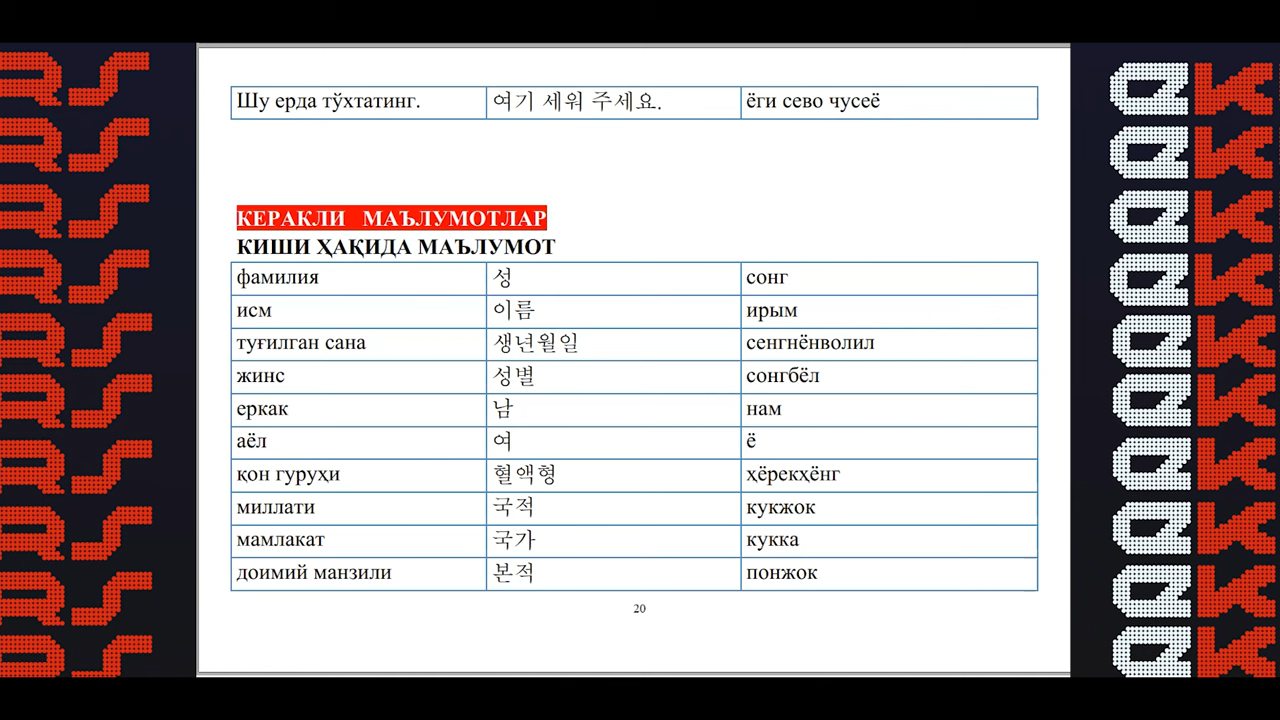 Шу ерда тўхтатинг. 여기 세워 주세요. ёги сево чусеё
КЕРАКЛИ МАЪЛУМОТЛАР
КИШИ ҲАҚИДА МАЪЛУМОТ
фамилия 성 сонг
исм 이름 ирым
туғилган сана 생년월일 сенгнёнволил
жинс 성별 сонгбёл
еркак 남 нам
аёл 여 ё
қон гуруҳи 혈액형 ҳёрекҳёнг
миллати 국적 кукжок
мамлакат 국가 кукка
доимий манзили 본적 понжок
20